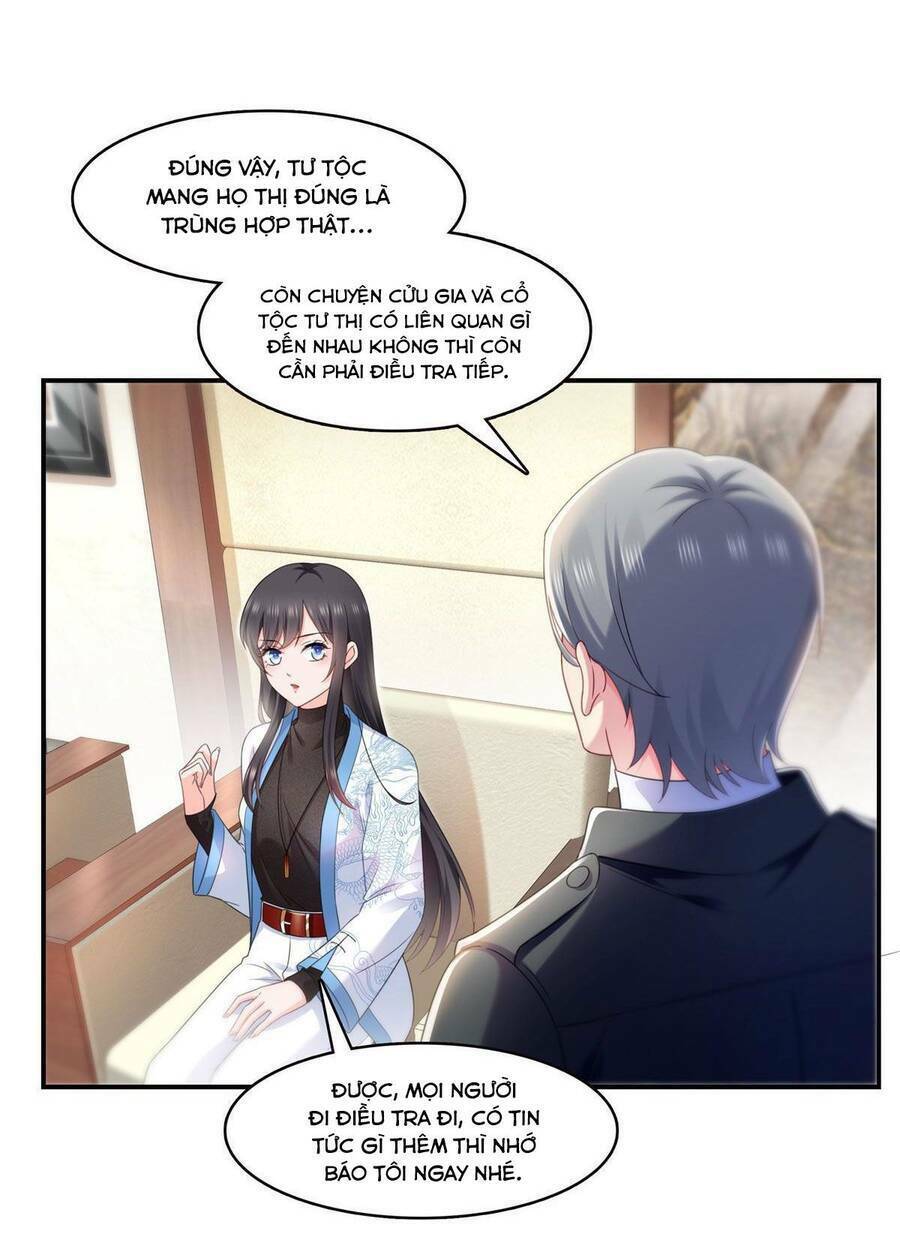 ĐÚNG VẬY, TƯ TỘC
MANG HỌ THỊ ĐÚNG LÀ
TRÙNG HỢP THẬT...
CÒN CHUYỆN CỬU GIA VÀ CỔ
TỘC TƯ THỊ CÓ LIÊN QUAN GÌ
ĐẾN NHAU KHÔNG THÌ CÒN
CẦN PHẢI ĐIỀU TRA TIẾP.
ĐƯỢC, MỌI NGƯỜI
ĐI ĐIỀU TRA ĐI, CÓ TIN
TỨC GÌ THÊM THÌ NHỚ
BÁO TÔI NGAY NHÉ.